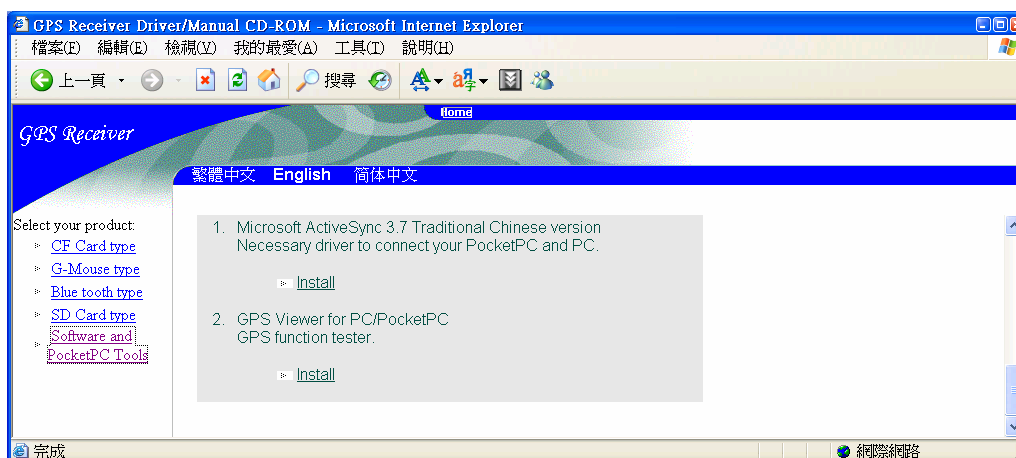 GPS Receiver Driver/Manual CD-ROM - Microsoft Internet Explorer
檔案(F) 編輯(E) 檢視(V) 我的最愛(A) 工具(T) 說明(H)
上一頁 搜尋
Home
GPS Receiver
繁體中文 English 简体中文
Select your product:
CF Card type
G-Mouse type
Blue tooth type
SD Card type
Software and
PocketPC Tools
1. Microsoft ActiveSync 3.7 Traditional Chinese version
Necessary driver to connect your PocketPC and PC.
Install
2. GPS Viewer for PC/PocketPC
GPS function tester.
Install
完成 網際網路